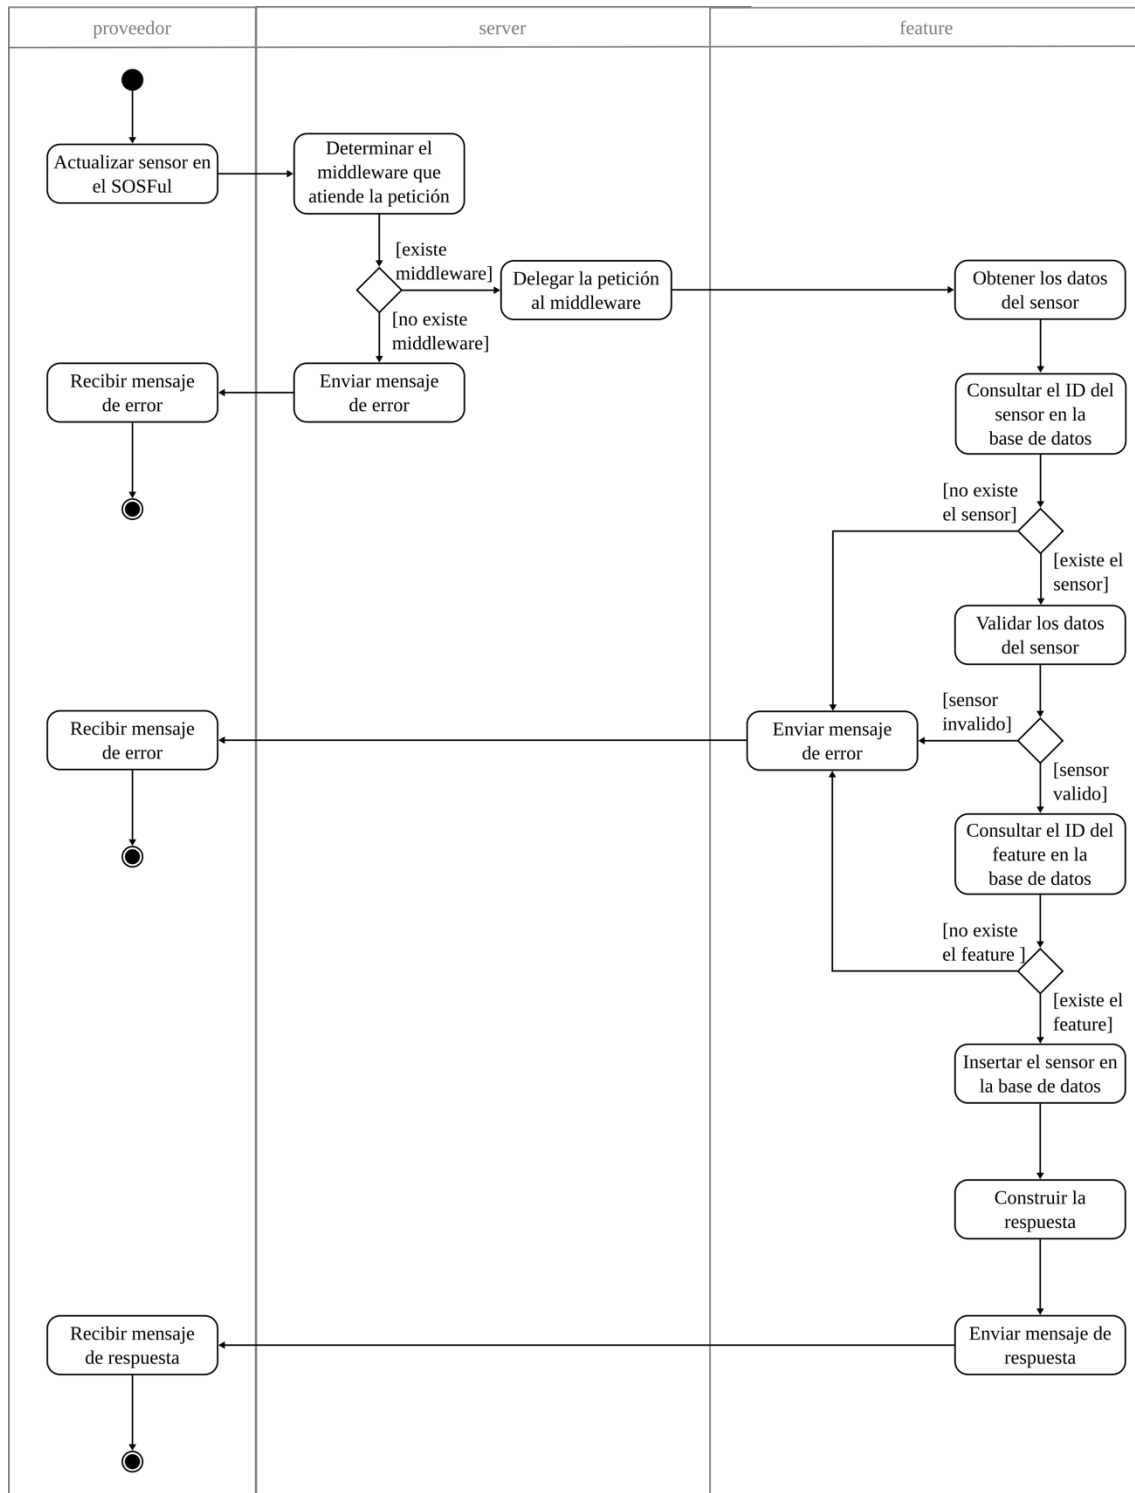 proveedor
server
feature
Actualizar sensor en
el SOSFul
Determinar el
middleware que
atiende la petición
[existe
middleware]
Delegar la petición
al middleware
Obtener los datos
del sensor
[no existe
middleware]
Recibir mensaje
de error
Enviar mensaje
de error
Consultar el ID del
sensor en la
base de datos
[no existe
el sensor]
[existe el
sensor]
Validar los datos
del sensor
[sensor
invalido]
Recibir mensaje
de error
Enviar mensaje
de error
[sensor
valido]
Consultar el ID del
feature en la
base de datos
[no existe
el feature ]
[existe el
feature]
Insertar el sensor en
la base de datos
Construir la
respuesta
Recibir mensaje
de respuesta
Enviar mensaje de
respuesta